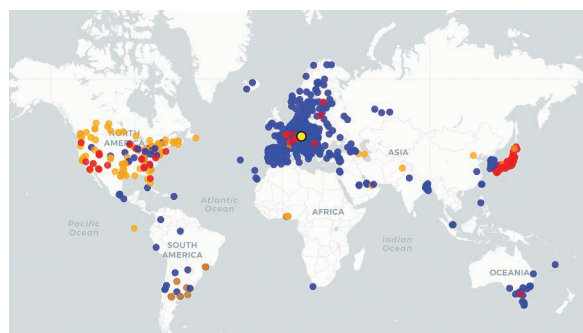 NORTH
AMERICA
ASIA
Atlantic
Ocean
AFRICA
Pacific
Ocean
Indian
Ocean
SOUTH
AMERICA
OCEANIA